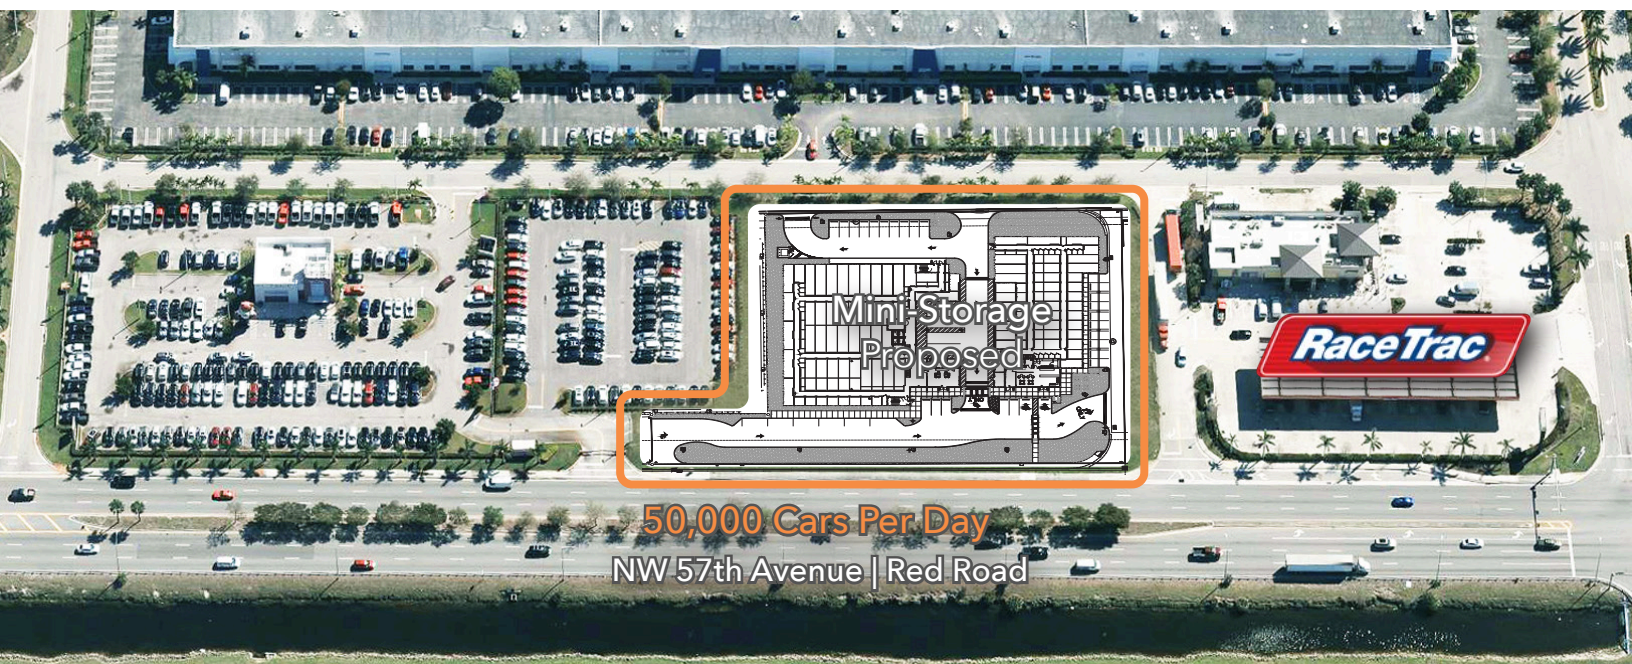 Mini-Storage
Proposed
RaceTrac
50,000 Cars Per Day
NW 57th Avenue | Red Road